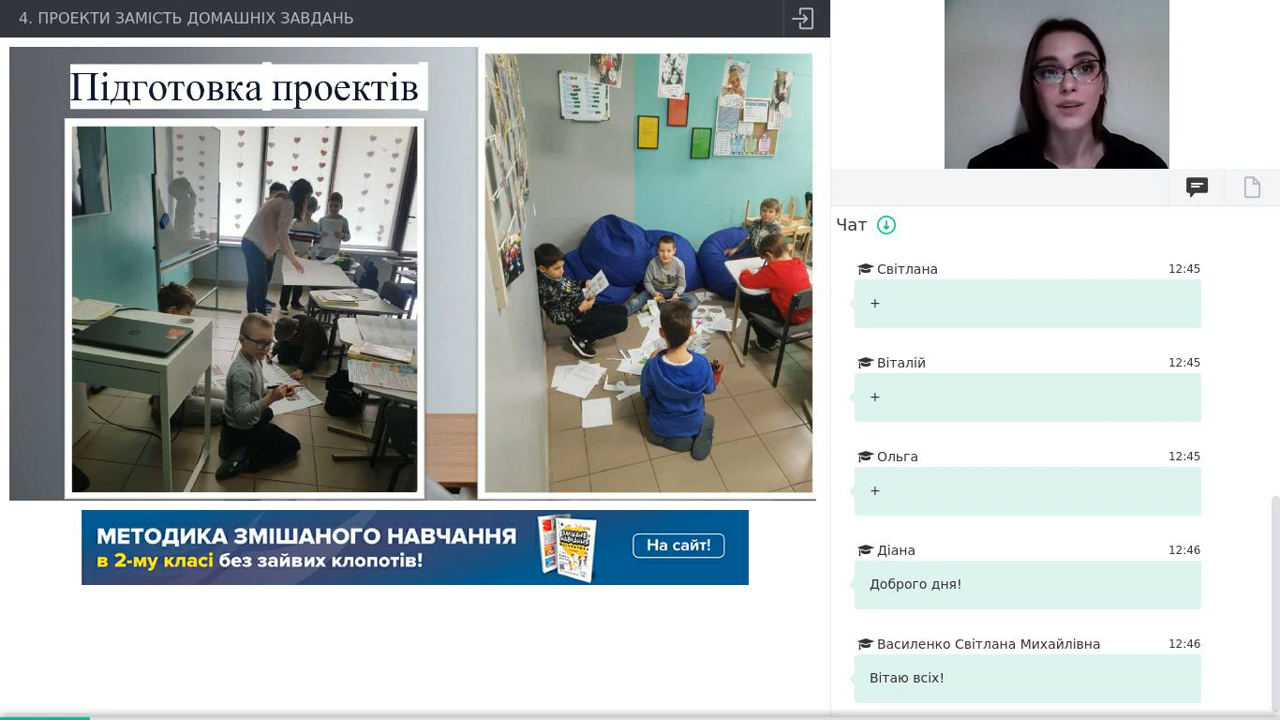 4. ПРОЕКТИ ЗАМІСТЬ ДОМАШНІХ ЗАВДАНЬ
Підготовка проектів
МЕТОДИКА ЗМІШАНОГО НАВЧАННЯ
в 2-му класі без зайвих клопотів!
На сайт!
Чат
Світлана 12:45
+
Віталій 12:45
+
Ольга 12:45
+
Діана 12:46
Доброго дня!
Василенко Світлана Михайлівна 12:46
Вітаю всіх!